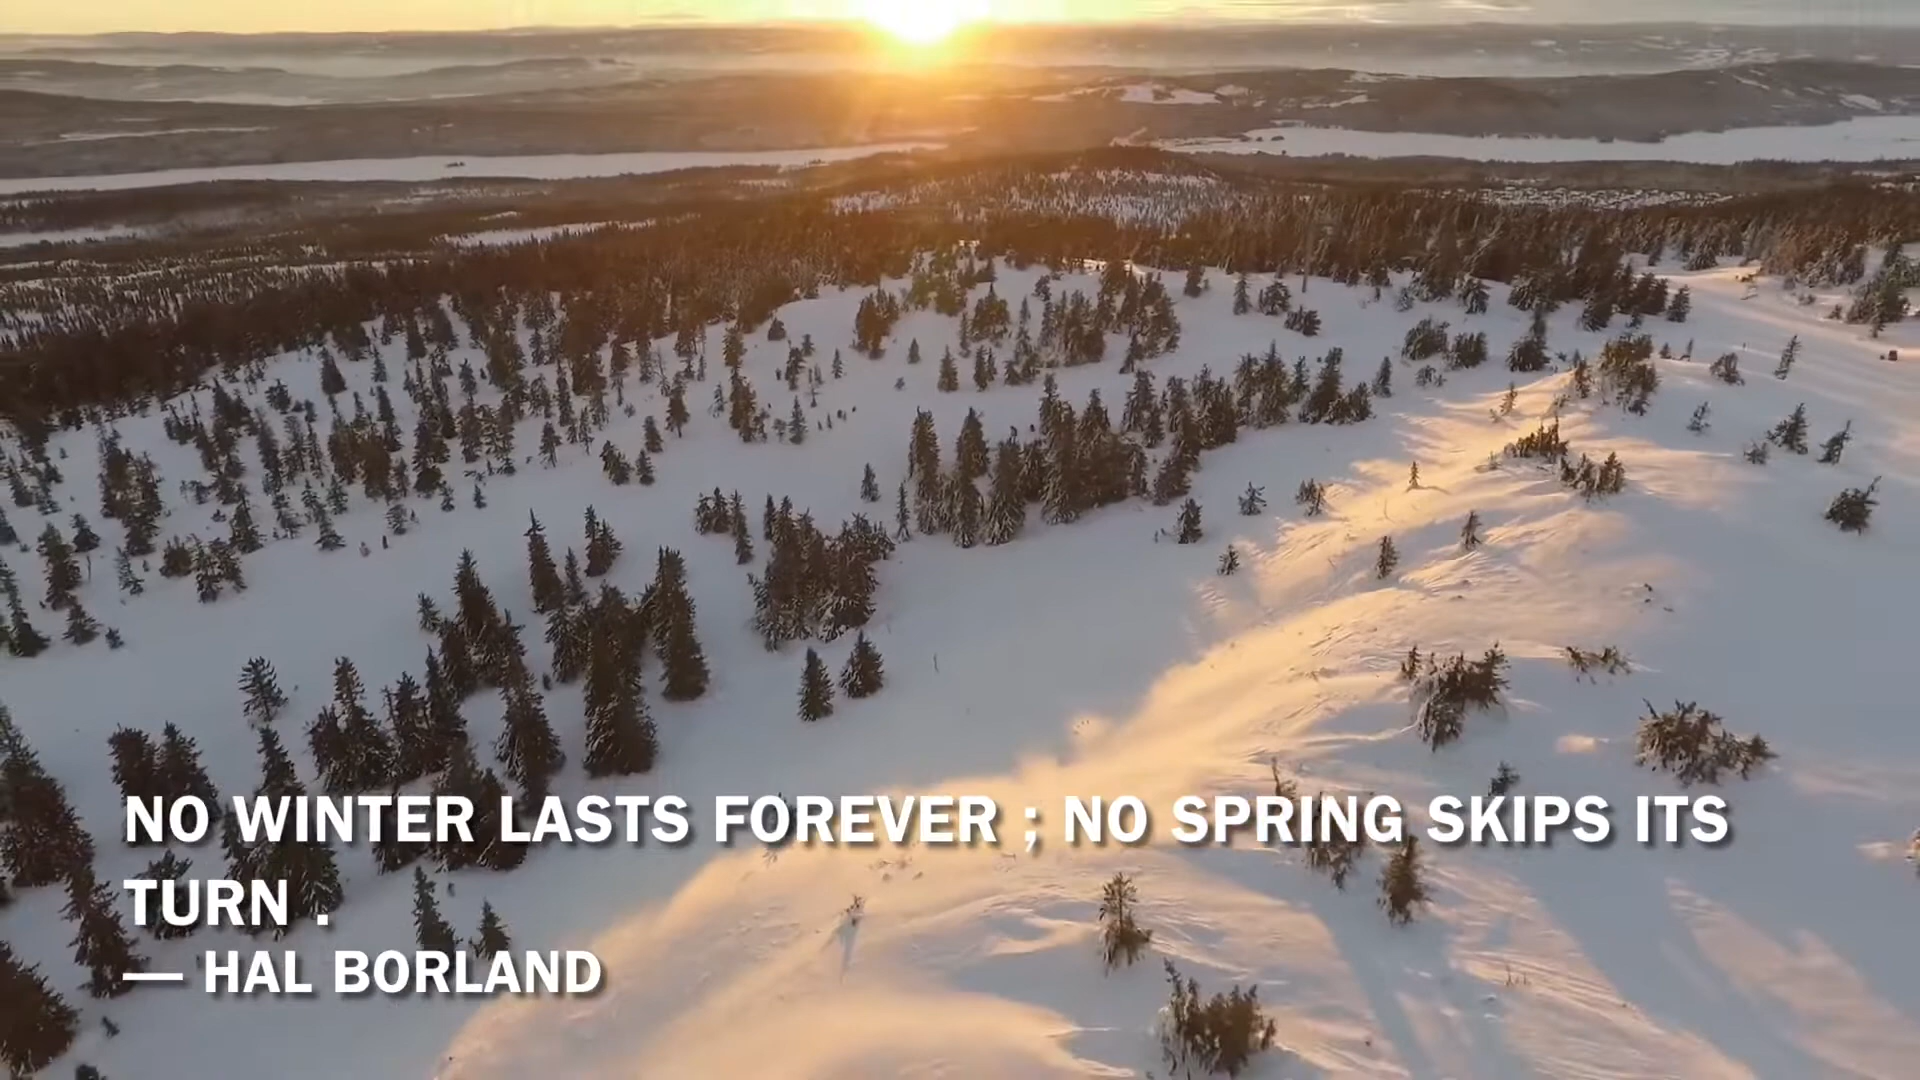 NO WINTER LASTS FOREVER ; NO SPRING SKIPS ITS
TURN .
— HAL BORLAND